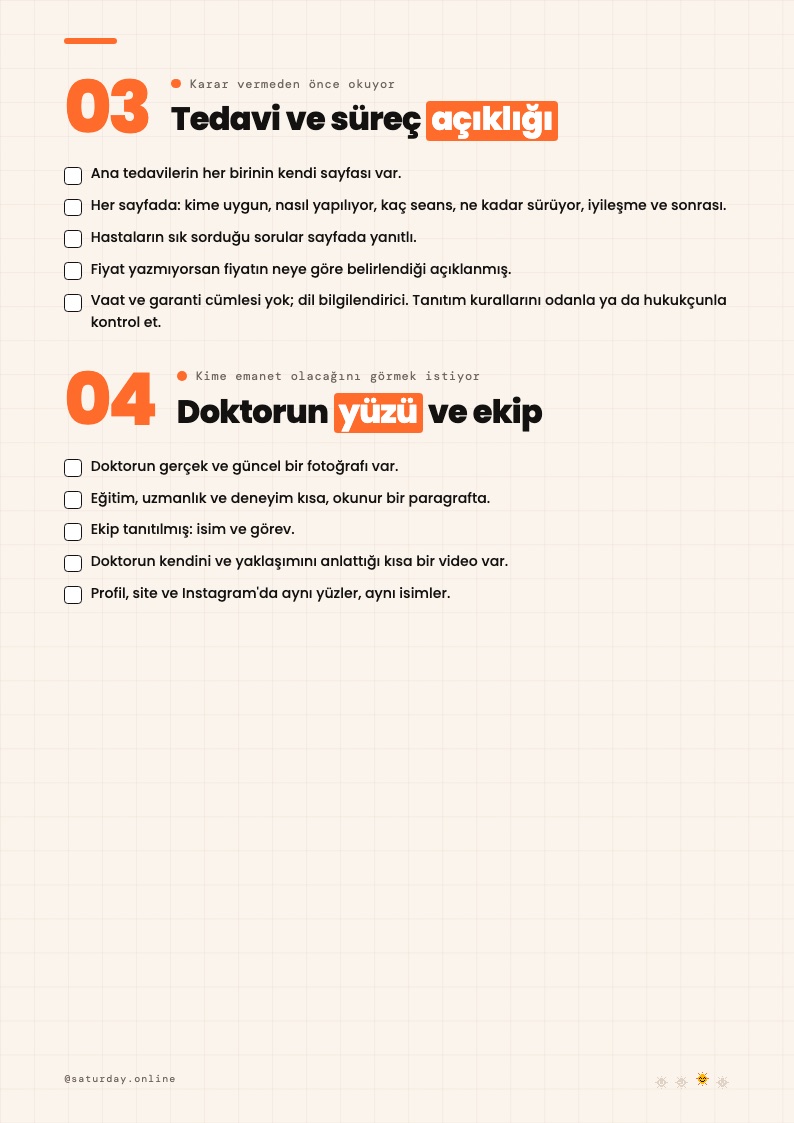 03
Karar vermeden önce okuyor
Tedavi ve süreç açıklığı
Ana tedavilerin her birinin kendi sayfası var.
Her sayfada: kime uygun, nasıl yapılıyor, kaç seans, ne kadar sürüyor, iyileşme ve sonrası.
Hastaların sık sorduğu sorular sayfada yanıtlı.
Fiyat yazmıyorsan fiyatın neye göre belirlendiği açıklanmış.
Vaat ve garanti cümlesi yok; dil bilgilendirici. Tanıtım kurallarını odanla ya da hukukçunla
kontrol et.
04
Kime emanet olacağını görmek istiyor
Doktorun yüzü ve ekip
Doktorun gerçek ve güncel bir fotoğrafı var.
Eğitim, uzmanlık ve deneyim kısa, okunur bir paragrafta.
Ekip tanıtılmış: isim ve görev.
Doktorun kendini ve yaklaşımını anlattığı kısa bir video var.
Profil, site ve Instagram'da aynı yüzler, aynı isimler.
@saturday.online